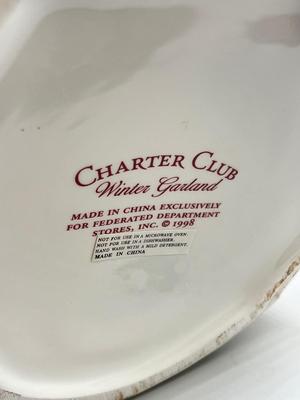 CHARTER CLUB
Winter Garland
MADE IN CHINA EXCLUSIVELY
FOR FEDERATED DEPARTMENT
STORES, INC. © 1998
NOT FOR USE IN A MICROWAVE OVEN.
NOT FOR USE IN A DISHWASHER.
HAND WASH WITH A MILD DETERGENT.
MADE IN CHINA